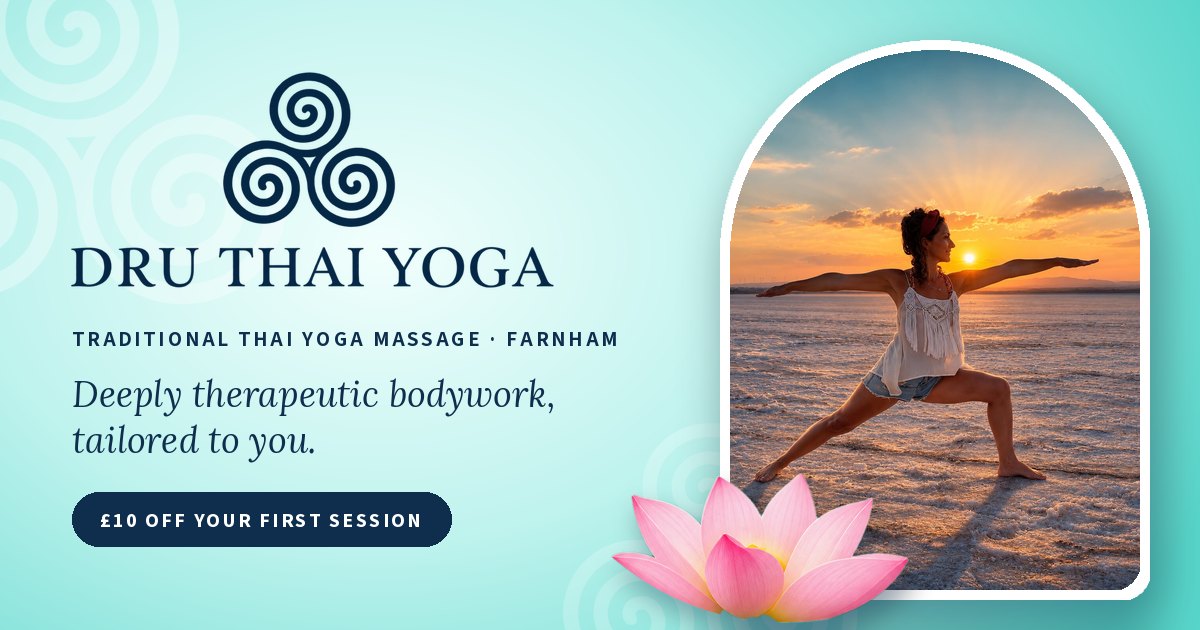 DRU THAI YOGA
TRADITIONAL THAI YOGA MASSAGE · FARNHAM
Deeply therapeutic bodywork,
tailored to you.
£10 OFF YOUR FIRST SESSION